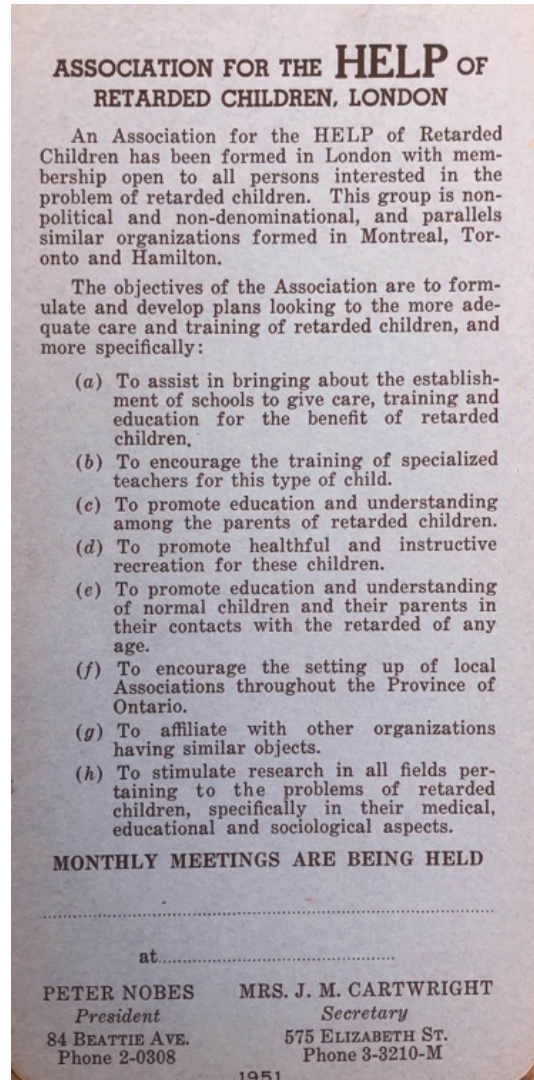 ASSOCIATION FOR THE HELP OF
RETARDED CHILDREN, LONDON
An Association for the HELP of Retarded
Children has been formed in London with mem-
bership open to all persons interested in the
problem of retarded children. This group is non-
political and non-denominational, and parallels
similar organizations formed in Montreal, Tor-
onto and Hamilton.
The objectives of the Association are to form-
ulate and develop plans looking to the more ade-
quate care and training of retarded children, and
more specifically:
(a) To assist in bringing about the establish-
ment of schools to give care, training and
education for the benefit of retarded
children.
(b) To encourage the training of specialized
teachers for this type of child.
(c) To promote education and understanding
among the parents of retarded children.
(d) To promote healthful and instructive
recreation for these children.
(e) To promote education and understanding
of normal children and their parents in
their contacts with the retarded of any
age.
(f) To encourage the setting up of local
Associations throughout the Province of
Ontario.
(g) To affiliate with other organizations
having similar objects.
(h) To stimulate research in all fields per-
taining to the problems of retarded
children, specifically in their medical,
educational and sociological aspects.
MONTHLY MEETINGS ARE BEING HELD
................................................................................
at..................................................
PETER NOBES MRS. J. M. CARTWRIGHT
President Secretary
84 BEATTIE AVE. 575 ELIZABETH ST.
Phone 2-0308 Phone 3-3210-M
1951